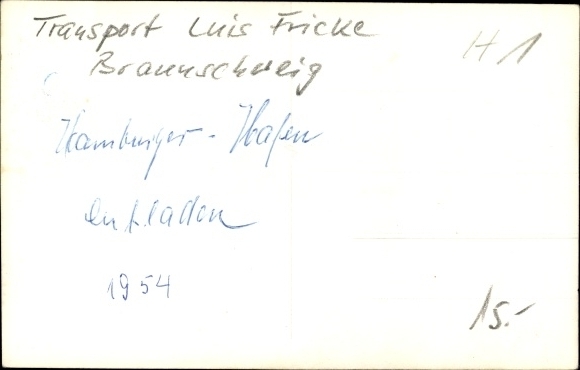 Transport Luis Fricke
H1
Braunschweig
Hamburger-Hafen
entladen
1954
15.-